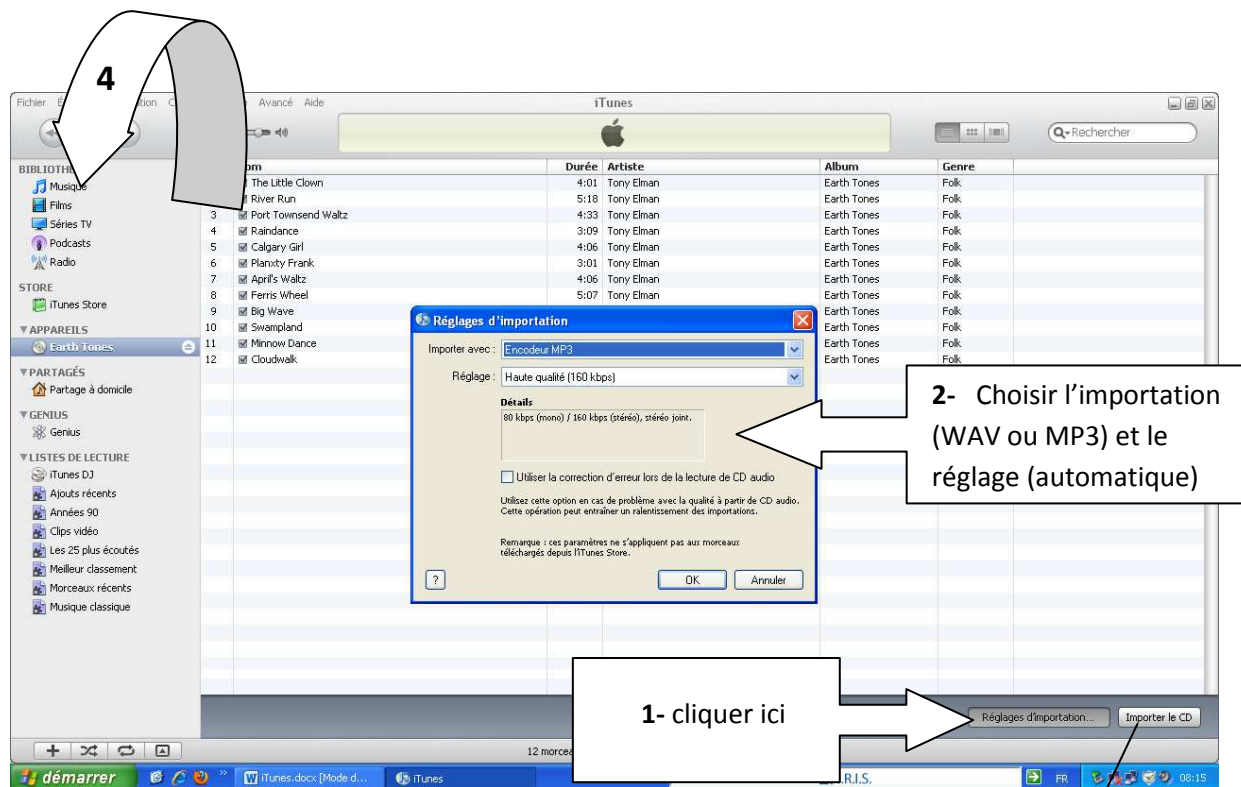 4
Fichier
Avancé Aide
iTunes
Rechercher
BIBLIOTHÈ
Musique
Films
Séries TV
Podcasts
Radio
STORE
iTunes Store
APPAREILS
Earth Tones
PARTAGÉS
Partage à domicile
GENIUS
Genius
LISTES DE LECTURE
iTunes DJ
Ajouts récents
Années 90
Clips vidéo
Les 25 plus écoutés
Meilleur classement
Morceaux récents
Musique classique
om Durée Artiste Album Genre
The Little Clown 4:01 Tony Elman Earth Tones Folk
River Run 5:18 Tony Elman Earth Tones Folk
3 Port Townsend Waltz 4:33 Tony Elman Earth Tones Folk
4 Raindance 3:09 Tony Elman Earth Tones Folk
5 Calgary Girl 4:06 Tony Elman Earth Tones Folk
6 Planxty Frank 3:01 Tony Elman Earth Tones Folk
7 April's Waltz 4:06 Tony Elman Earth Tones Folk
8 Ferris Wheel 5:07 Tony Elman Earth Tones Folk
9 Big Wave Earth Tones Folk
10 Swampland Earth Tones Folk
11 Minnow Dance Earth Tones Folk
12 Cloudwalk Earth Tones Folk
Réglages d'importation
Importer avec : Encodeur MP3
Réglage : Haute qualité (160 kbps)
Détails
80 kbps (mono) / 160 kbps (stéréo), stéréo joint.
Utiliser la correction d'erreur lors de la lecture de CD audio
Utilisez cette option en cas de problème avec la qualité à partir de CD audio.
Cette opération peut entraîner un ralentissement des importations.
Remarque : ces paramètres ne s'appliquent pas aux morceaux
téléchargés depuis l'iTunes Store.
?
OK Annuler
2- Choisir l'importation
(WAV ou MP3) et le
réglage (automatique)
1- cliquer ici
Réglages d'importation... Importer le CD
12 morcea
démarrer
iTunes.docx [Mode d...
iTunes
.R.I.S.
FR
08:15